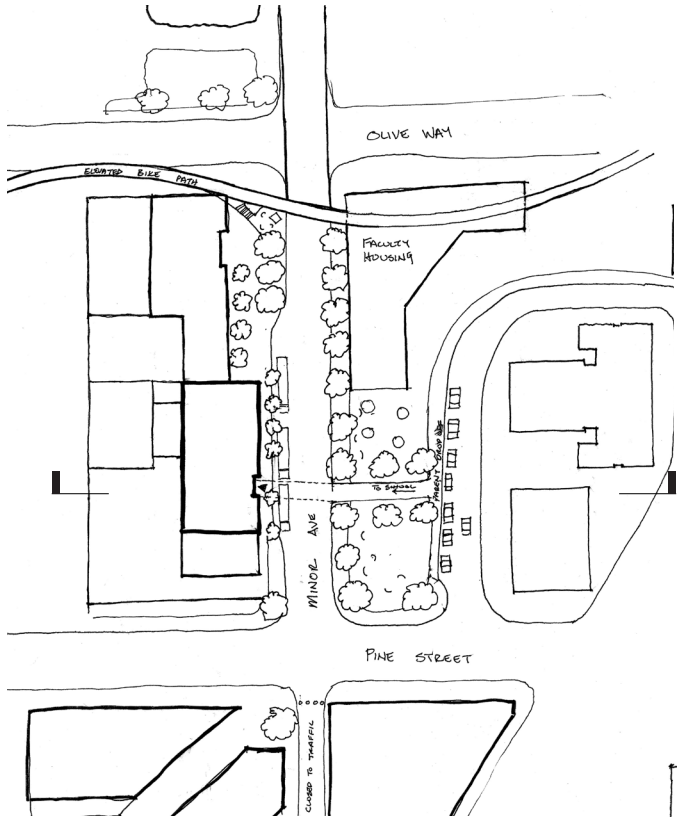 OLIVE WAY
ELEVATED BIKE PATH
FACULTY
HOUSING
PARENT DROP OFF
TO SCHOOL
MINOR AVE
PINE STREET
CLOSED TO TRAFFIC